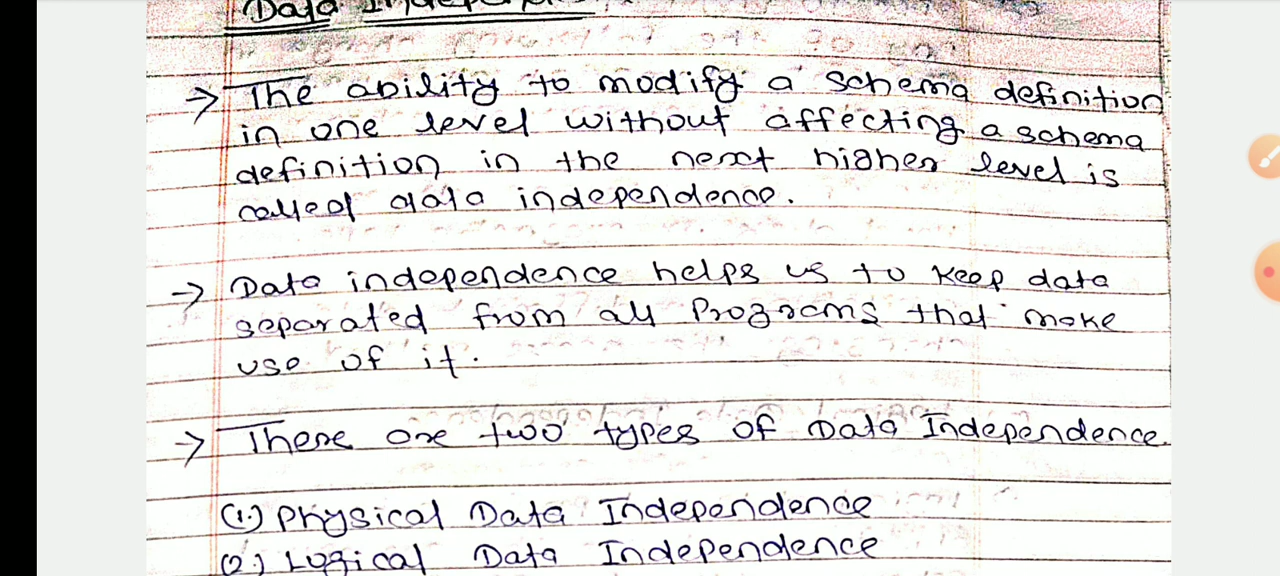 Data Independence
→ The ability to modify a schema definition
in one level without affecting a schema
definition in the next higher level is
called data independence.
→ Data independence helps us to keep data
separated from all Programs that make
use of it.
→ There are two types of Data Independence.
(1.) Physical Data Independence
(2.) Logical Data Independence